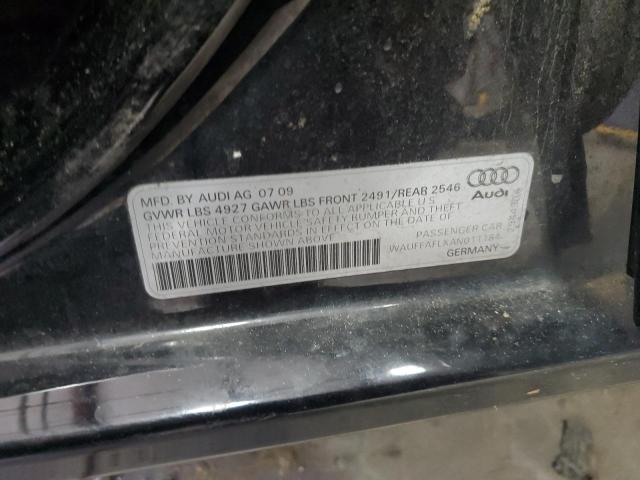 MFD. BY AUDI AG 07 09
GVWR LBS 4927 GAWR LBS FRONT 2491/REAR 2546
THIS VEHICLE CONFORMS TO ALL APPLICABLE U.S.
FEDERAL MOTOR VEHICLE SAFETY BUMPER AND THEFT
PREVENTION STANDARDS IN EFFECT ON THE DATE OF
MANUFACTURE SHOWN ABOVE
Audi
PASSENGER CAR
WAUFFAFLXAN011184
GERMANY